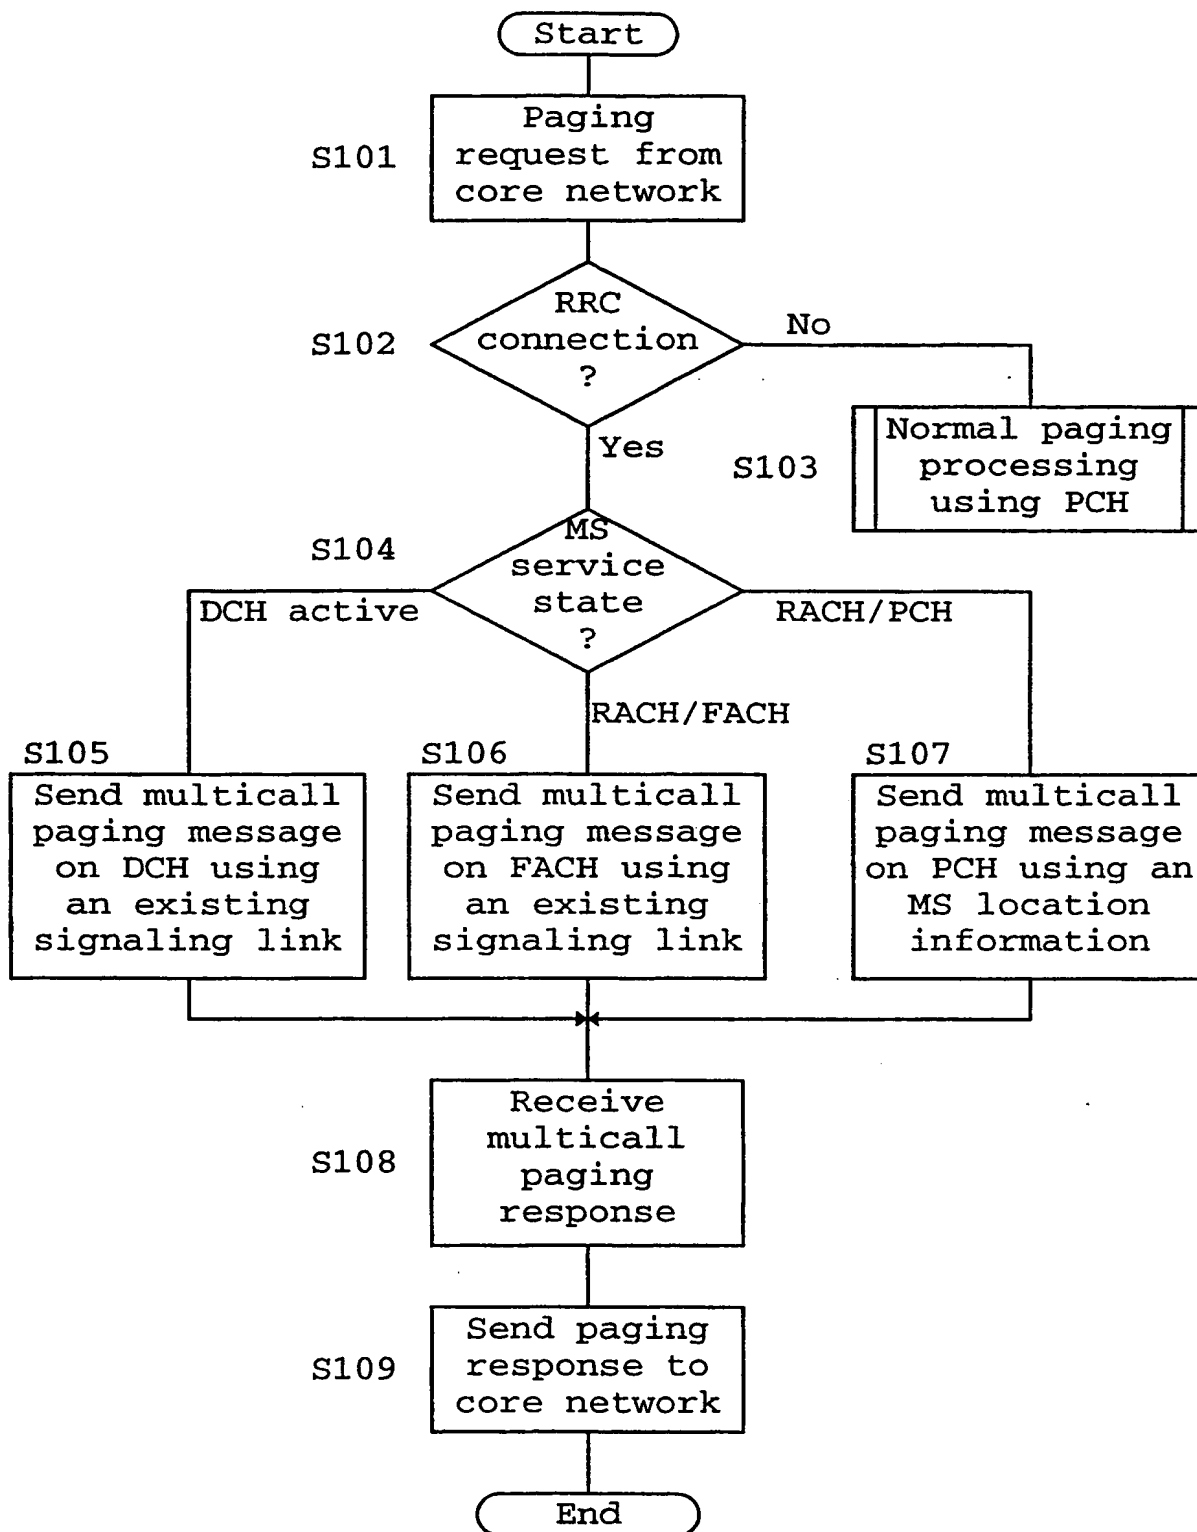 Start
S101
Paging
request from
core network
S102
RRC
connection
?
No
Yes
S103
Normal paging
processing
using PCH
S104
MS
service
state
?
DCH active
RACH/PCH
RACH/FACH
S105
Send multicall
paging message
on DCH using
an existing
signaling link
S106
Send multicall
paging message
on FACH using
an existing
signaling link
S107
Send multicall
paging message
on PCH using an
MS location
information
S108
Receive
multicall
paging
response
S109
Send paging
response to
core network
End